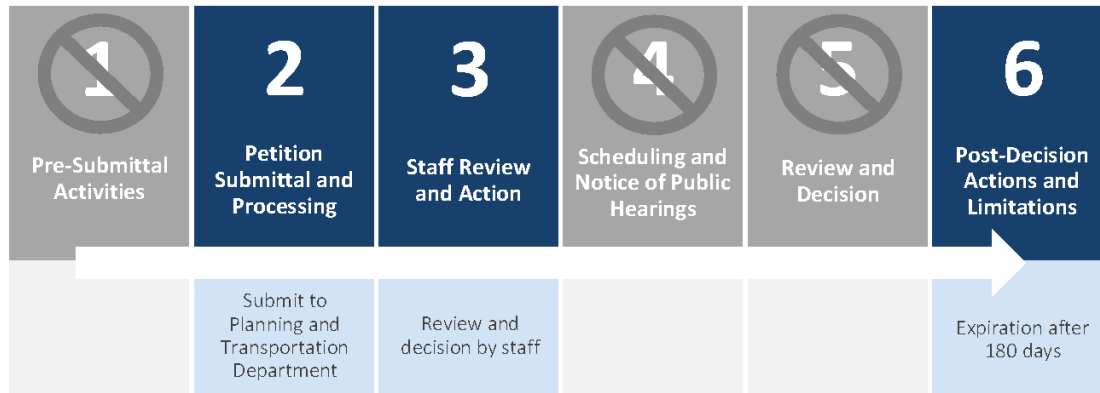 1
Pre-Submittal
Activities
2
Petition
Submittal and
Processing
Submit to
Planning and
Transportation
Department
3
Staff Review
and Action
Review and
decision by staff
4
Scheduling and
Notice of Public
Hearings
5
Review and
Decision
6
Post-Decision
Actions and
Limitations
Expiration after
180 days